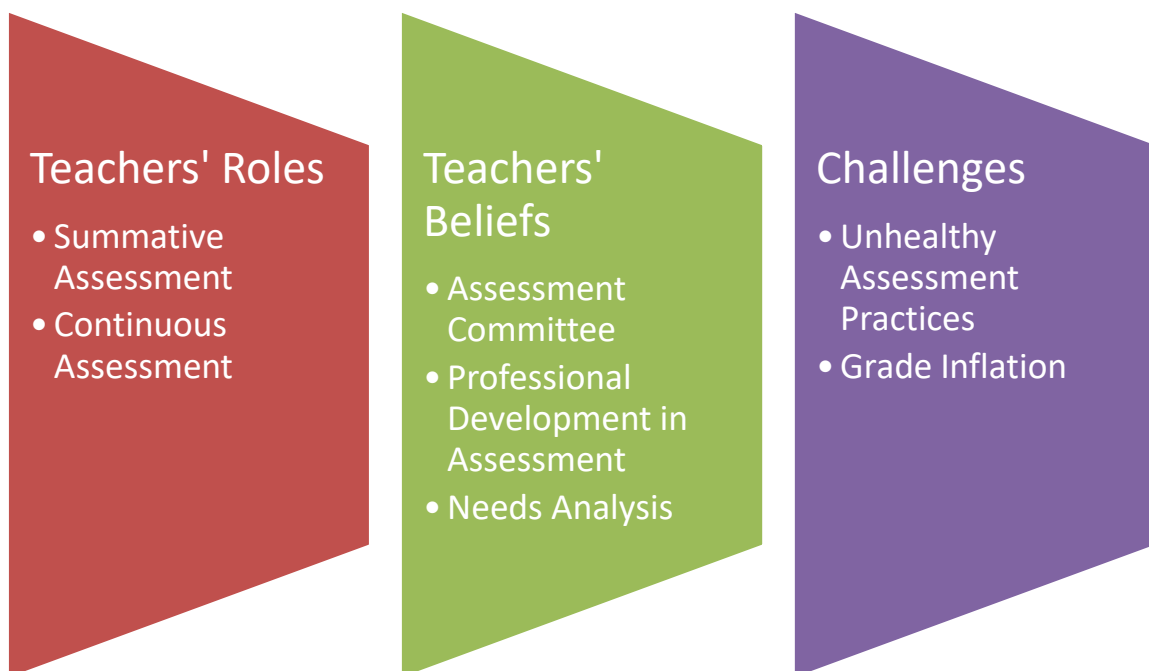 Teachers' Roles
• Summative
Assessment
• Continuous
Assessment
Teachers'
Beliefs
• Assessment
Committee
• Professional
Development in
Assessment
• Needs Analysis
Challenges
• Unhealthy
Assessment
Practices
• Grade Inflation